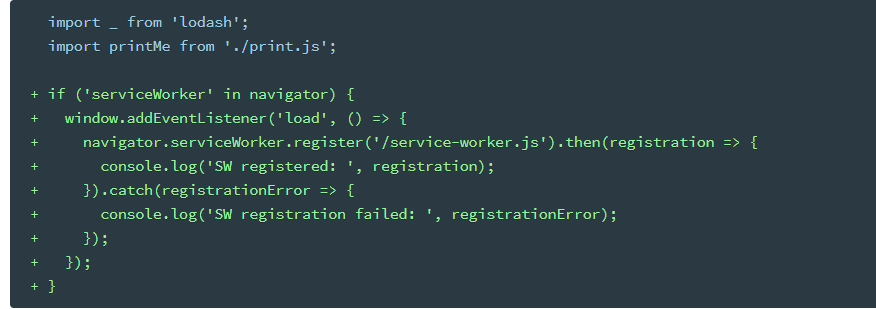 import _ from 'lodash';
import printMe from './print.js';
+ if ('serviceWorker' in navigator) {
+   window.addEventListener('load', () => {
+     navigator.serviceWorker.register('/service-worker.js').then(registration => {
+       console.log('SW registered: ', registration);
+     }).catch(registrationError => {
+       console.log('SW registration failed: ', registrationError);
+     });
+   });
+ }